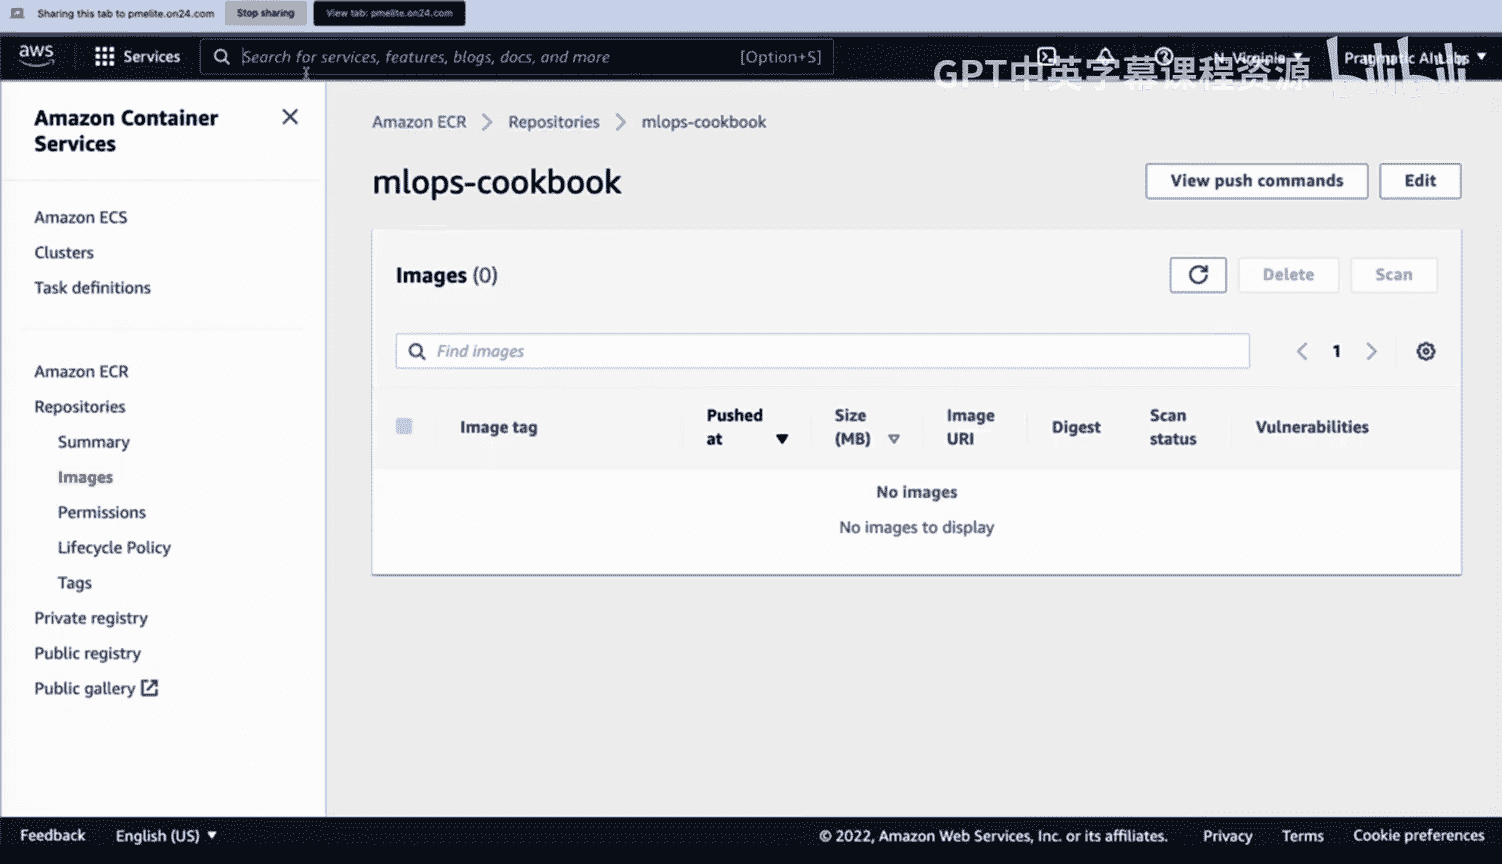 Sharing this tab to pmelite.on24.com
Stop sharing
View tab: pmelite.on24.com
aws
Services
Search for services, features, blogs, docs, and more
[Option+S]
N. Virginia
Pragmatic AI Labs
GPT中英字幕课程资源
bilibili
Amazon Container
Services
Amazon ECS
Clusters
Task definitions
Amazon ECR
Repositories
Summary
Images
Permissions
Lifecycle Policy
Tags
Private registry
Public registry
Public gallery
Amazon ECR
Repositories
mlops-cookbook
mlops-cookbook
View push commands
Edit
Images (0)
Delete
Scan
Find images
1
Image tag
Pushed
at
Size
(MB)
Image
URI
Digest
Scan
status
Vulnerabilities
No images
No images to display
Feedback
English (US)
© 2022, Amazon Web Services, Inc. or its affiliates.
Privacy
Terms
Cookie preferences